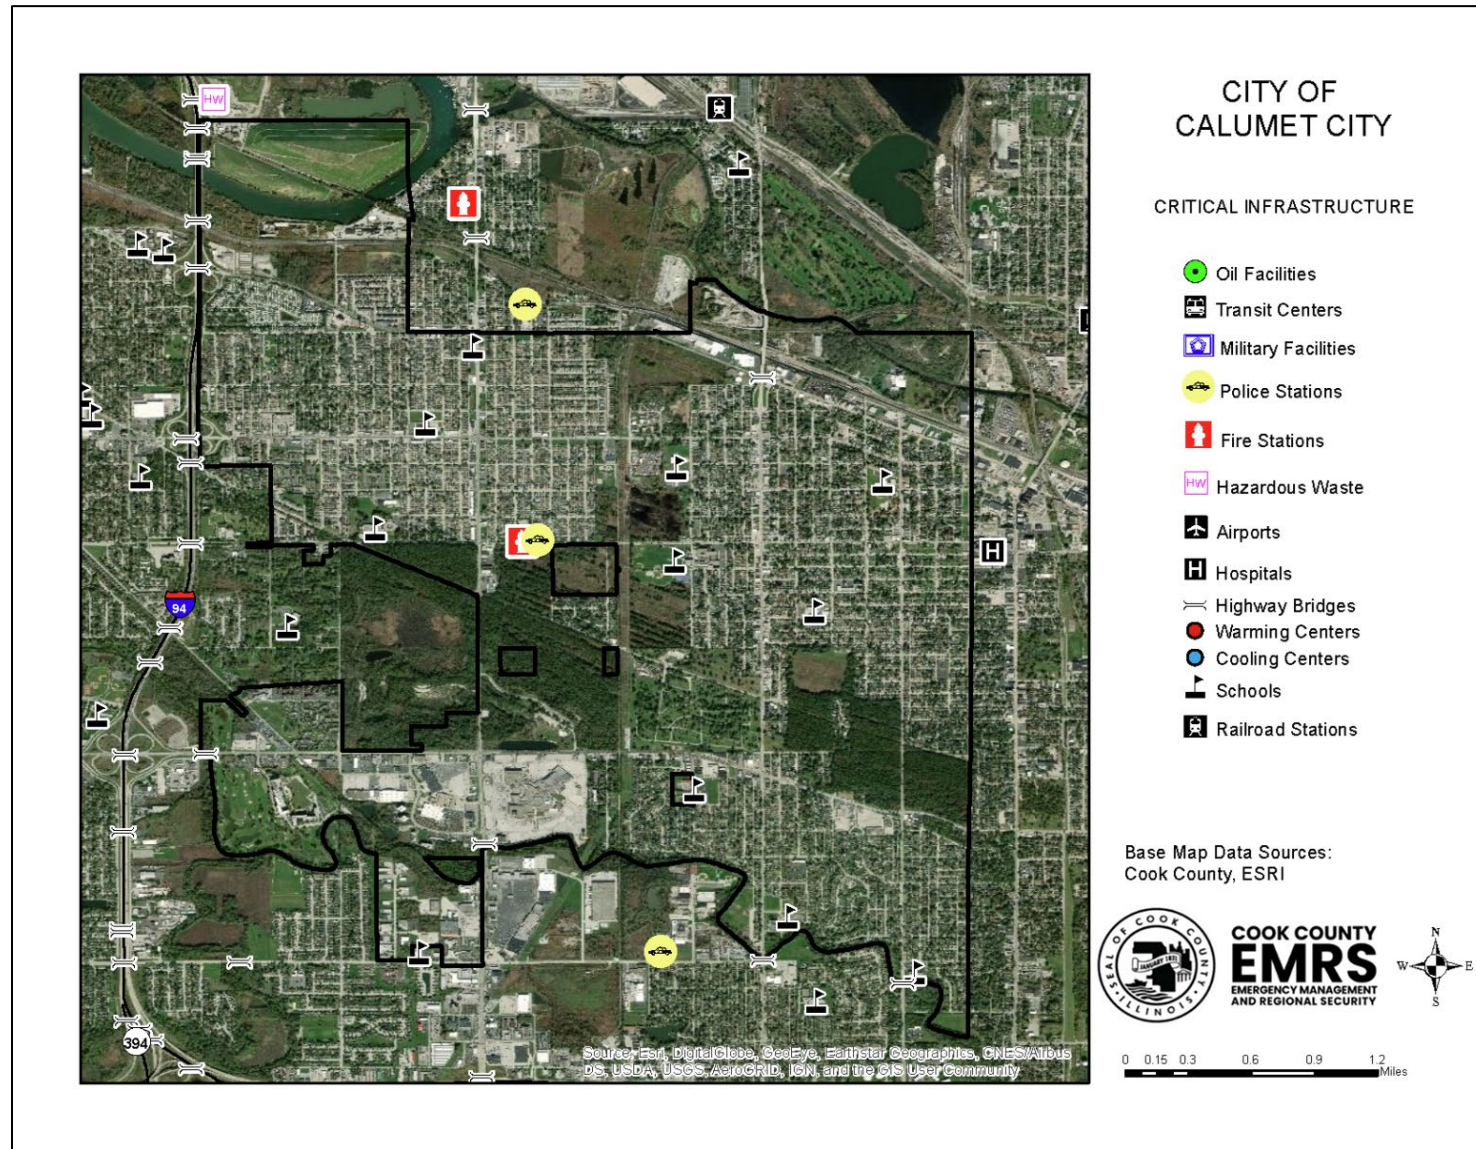 CITY OF
CALUMET CITY
CRITICAL INFRASTRUCTURE
Oil Facilities
Transit Centers
Military Facilities
Police Stations
Fire Stations
HW
Hazardous Waste
Airports
H
Hospitals
Highway Bridges
Warming Centers
Cooling Centers
Schools
Railroad Stations
HW
H
94
394
Source: Esri, DigitalGlobe, GeoEye, Earthstar Geographics, CNES/Airbus
DS, USDA, USGS, AeroGRID, IGN, and the GIS User Community
Base Map Data Sources:
Cook County, ESRI
SEAL OF COOK COUNTY
JANUARY 1831
ILLINOIS
COOK COUNTY
EMRS
EMERGENCY MANAGEMENT
AND REGIONAL SECURITY
N
W E
S
0 0.15 0.3 0.6 0.9 1.2
Miles